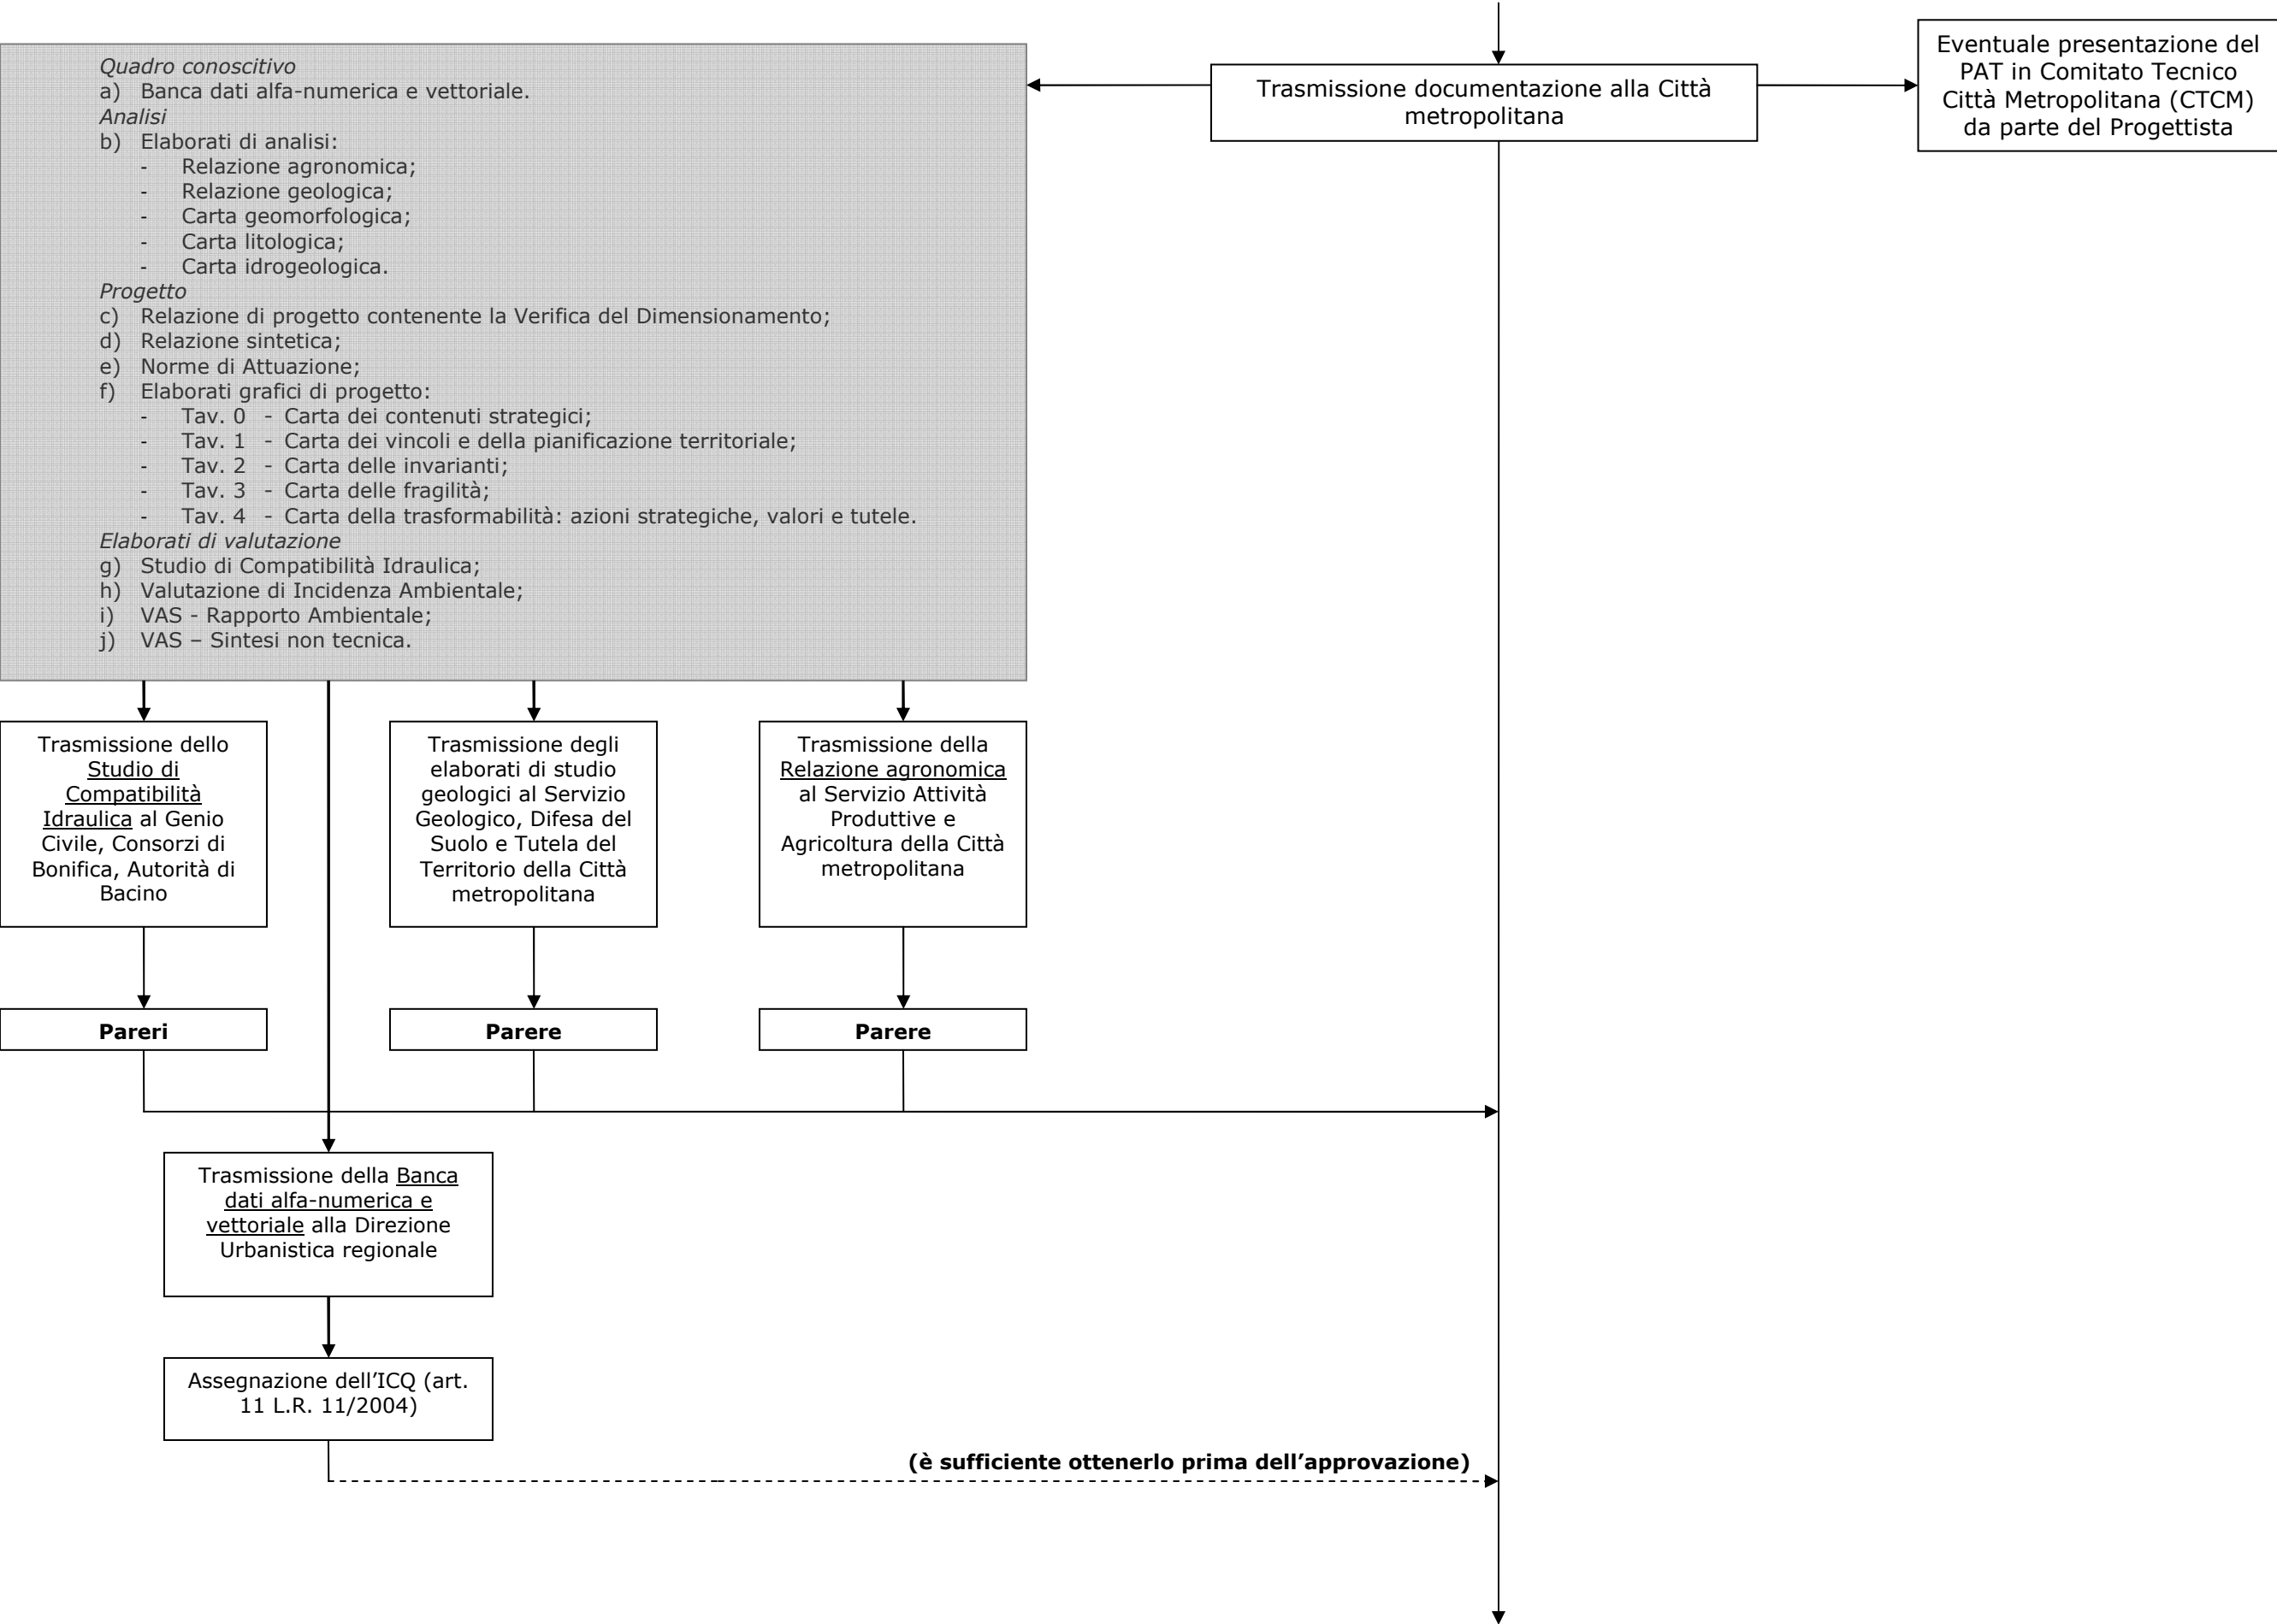 Quadro conoscitivo
a) Banca dati alfa-numerica e vettoriale.
Analisi
b) Elaborati di analisi:
- Relazione agronomica;
- Relazione geologica;
- Carta geomorfologica;
- Carta litologica;
- Carta idrogeologica.
Progetto
c) Relazione di progetto contenente la Verifica del Dimensionamento;
d) Relazione sintetica;
e) Norme di Attuazione;
f) Elaborati grafici di progetto:
- Tav. 0 - Carta dei contenuti strategici;
- Tav. 1 - Carta dei vincoli e della pianificazione territoriale;
- Tav. 2 - Carta delle invarianti;
- Tav. 3 - Carta delle fragilità;
- Tav. 4 - Carta della trasformabilità: azioni strategiche, valori e tutele.
Elaborati di valutazione
g) Studio di Compatibilità Idraulica;
h) Valutazione di Incidenza Ambientale;
i) VAS - Rapporto Ambientale;
j) VAS – Sintesi non tecnica.
Trasmissione documentazione alla Città
metropolitana
Eventuale presentazione del
PAT in Comitato Tecnico
Città Metropolitana (CTCM)
da parte del Progettista
Trasmissione dello
Studio di
Compatibilità
Idraulica al Genio
Civile, Consorzi di
Bonifica, Autorità di
Bacino
Trasmissione degli
elaborati di studio
geologici al Servizio
Geologico, Difesa del
Suolo e Tutela del
Territorio della Città
metropolitana
Trasmissione della
Relazione agronomica
al Servizio Attività
Produttive e
Agricoltura della Città
metropolitana
Pareri
Parere
Parere
Trasmissione della Banca
dati alfa-numerica e
vettoriale alla Direzione
Urbanistica regionale
Assegnazione dell’ICQ (art.
11 L.R. 11/2004)
(è sufficiente ottenerlo prima dell’approvazione)